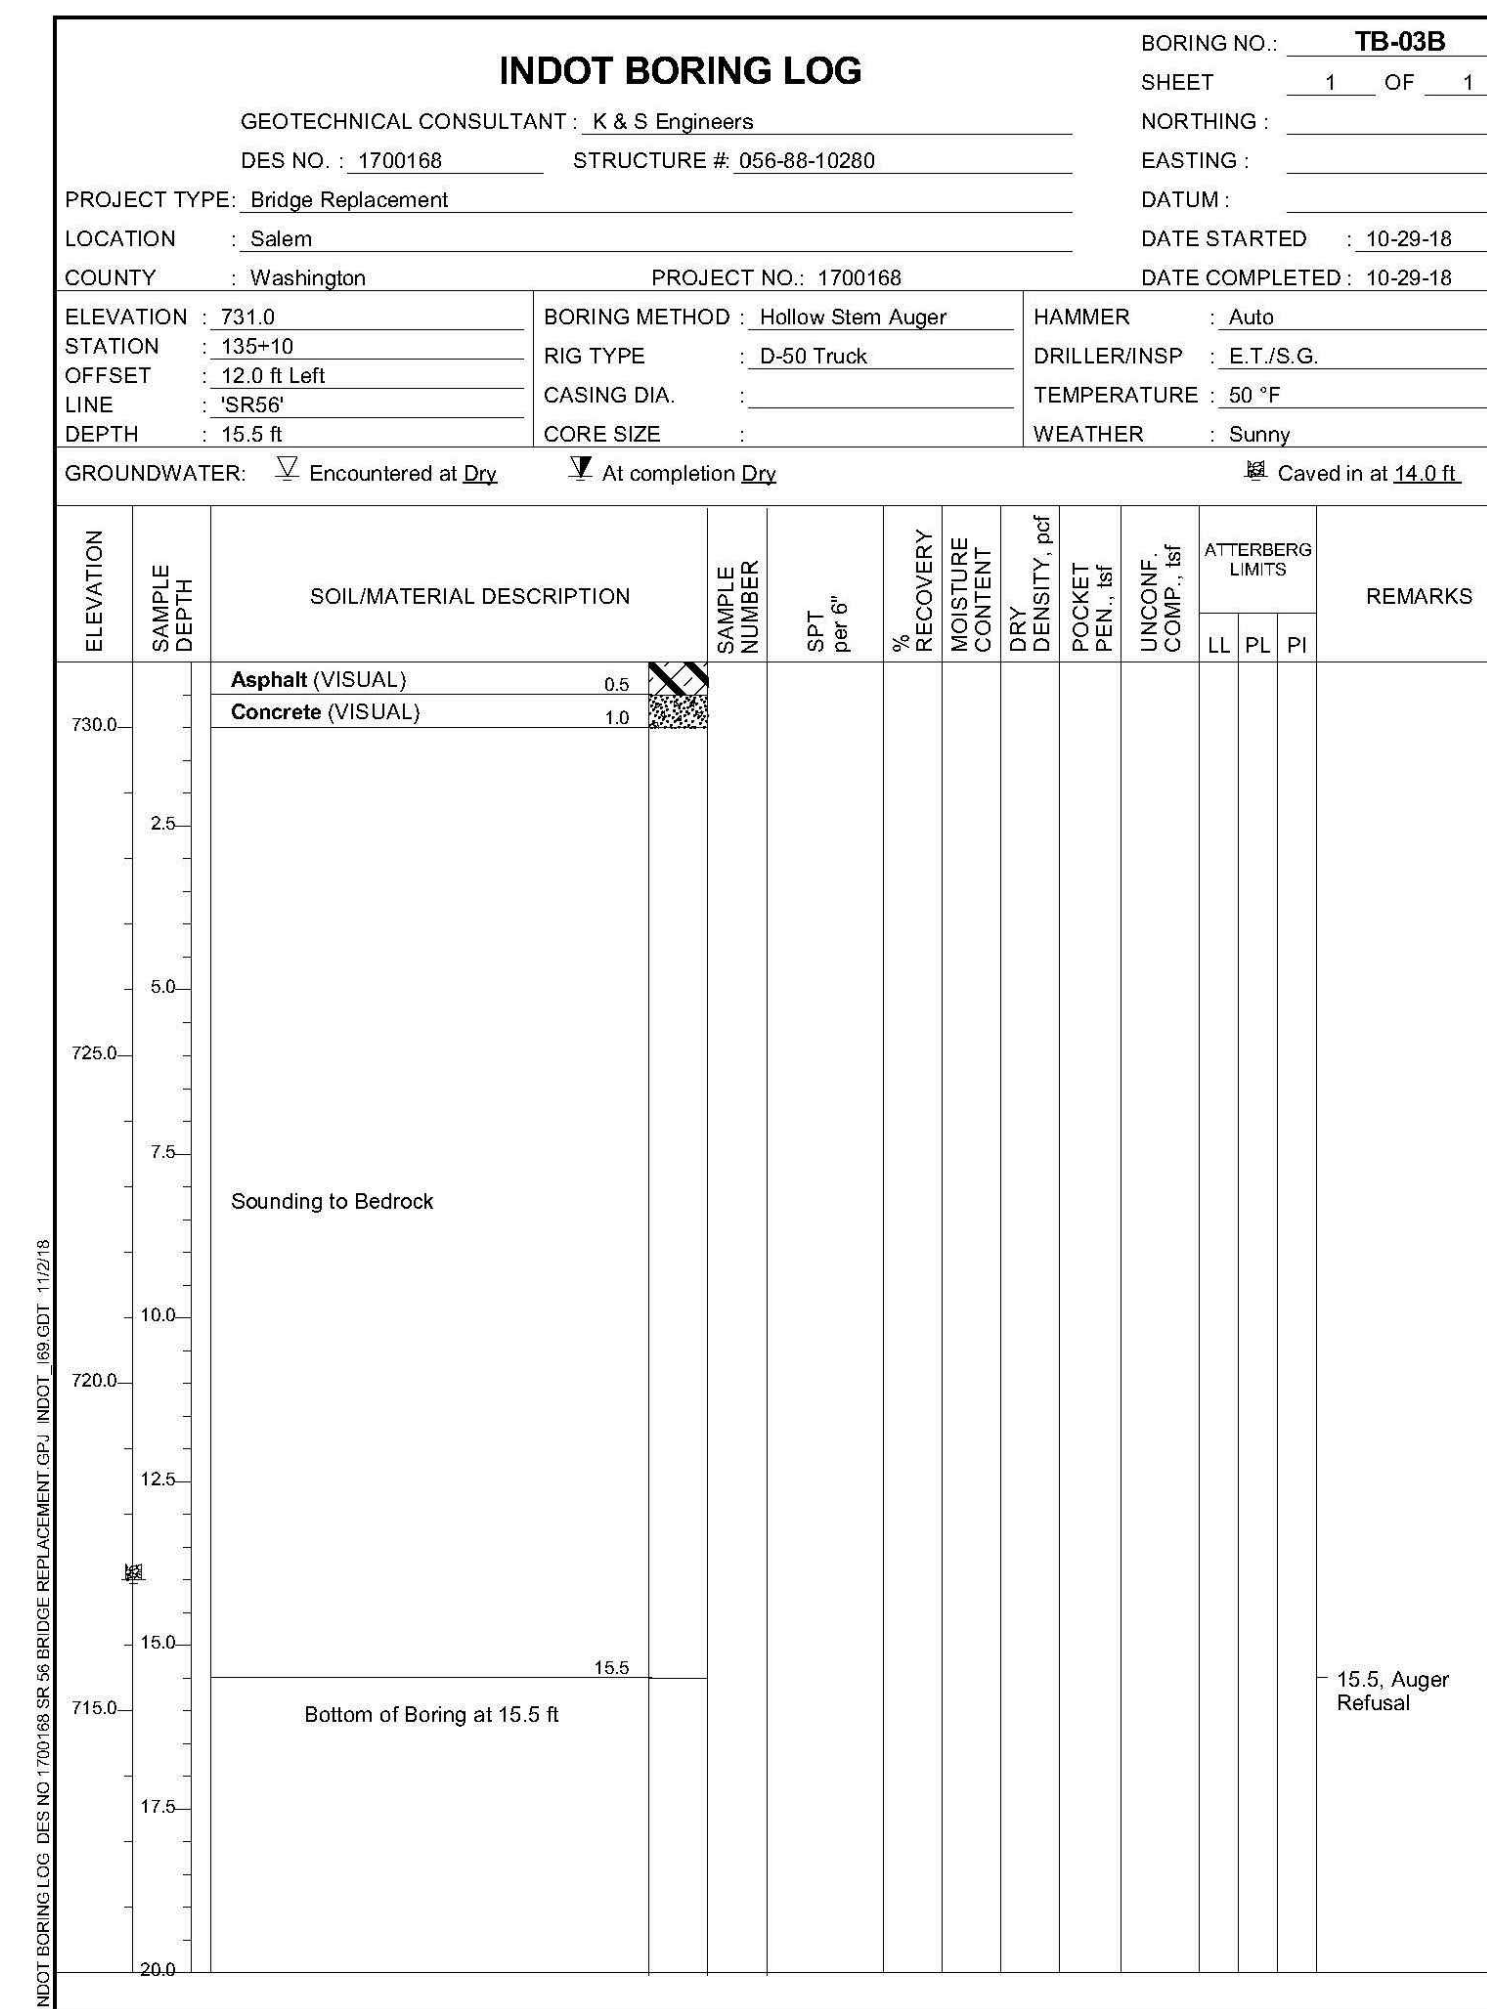 INDOT BORING LOG
BORING NO.: TB-03B
SHEET 1 OF 1
GEOTECHNICAL CONSULTANT : K & S Engineers
NORTHING :
DES NO. : 1700168 STRUCTURE #: 056-88-10280
EASTING :
PROJECT TYPE: Bridge Replacement
DATUM :
LOCATION : Salem
DATE STARTED : 10-29-18
COUNTY : Washington PROJECT NO.: 1700168
DATE COMPLETED : 10-29-18
ELEVATION : 731.0
STATION : 135+10
OFFSET : 12.0 ft Left
LINE : 'SR56'
DEPTH : 15.5 ft
BORING METHOD : Hollow Stem Auger
RIG TYPE : D-50 Truck
CASING DIA. :
CORE SIZE :
HAMMER : Auto
DRILLER/INSP : E.T./S.G.
TEMPERATURE : 50 °F
WEATHER : Sunny
GROUNDWATER: Encountered at Dry At completion Dry Caved in at 14.0 ft
ELEVATION
SAMPLE
DEPTH
SOIL/MATERIAL DESCRIPTION
SAMPLE
NUMBER
SPT
per 6"
%
RECOVERY
MOISTURE
CONTENT
DRY
DENSITY, pcf
POCKET
PEN., tsf
UNCONF.
COMP., tsf
ATTERBERG
LIMITS
LL PL PI
REMARKS
Asphalt (VISUAL) 0.5
Concrete (VISUAL) 1.0
730.0
2.5
5.0
725.0
7.5
Sounding to Bedrock
10.0
720.0
12.5
15.0
15.5
15.5, Auger
Refusal
715.0
Bottom of Boring at 15.5 ft
17.5
20.0
NDOT BORING LOG DES NO 1700168 SR 56 BRIDGE REPLACEMENT.GPJ INDOT_I69.GDT 11/2/18